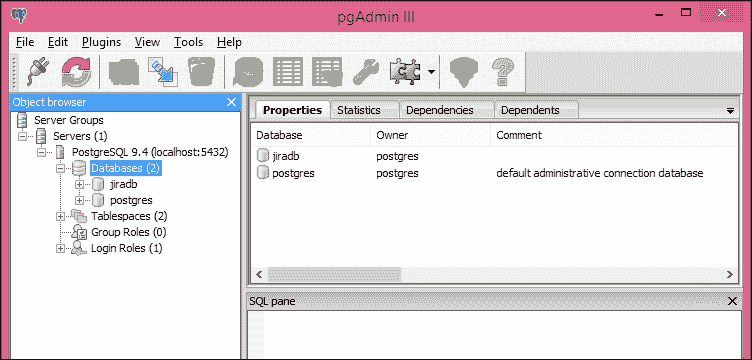 pgAdmin III
File Edit Plugins View Tools Help
Object browser
Server Groups
Servers (1)
PostgreSQL 9.4 (localhost:5432)
Databases (2)
jiradb
postgres
Tablespaces (2)
Group Roles (0)
Login Roles (1)
Properties Statistics Dependencies Dependents
Database Owner Comment
jiradb postgres
postgres postgres default administrative connection database
SQL pane